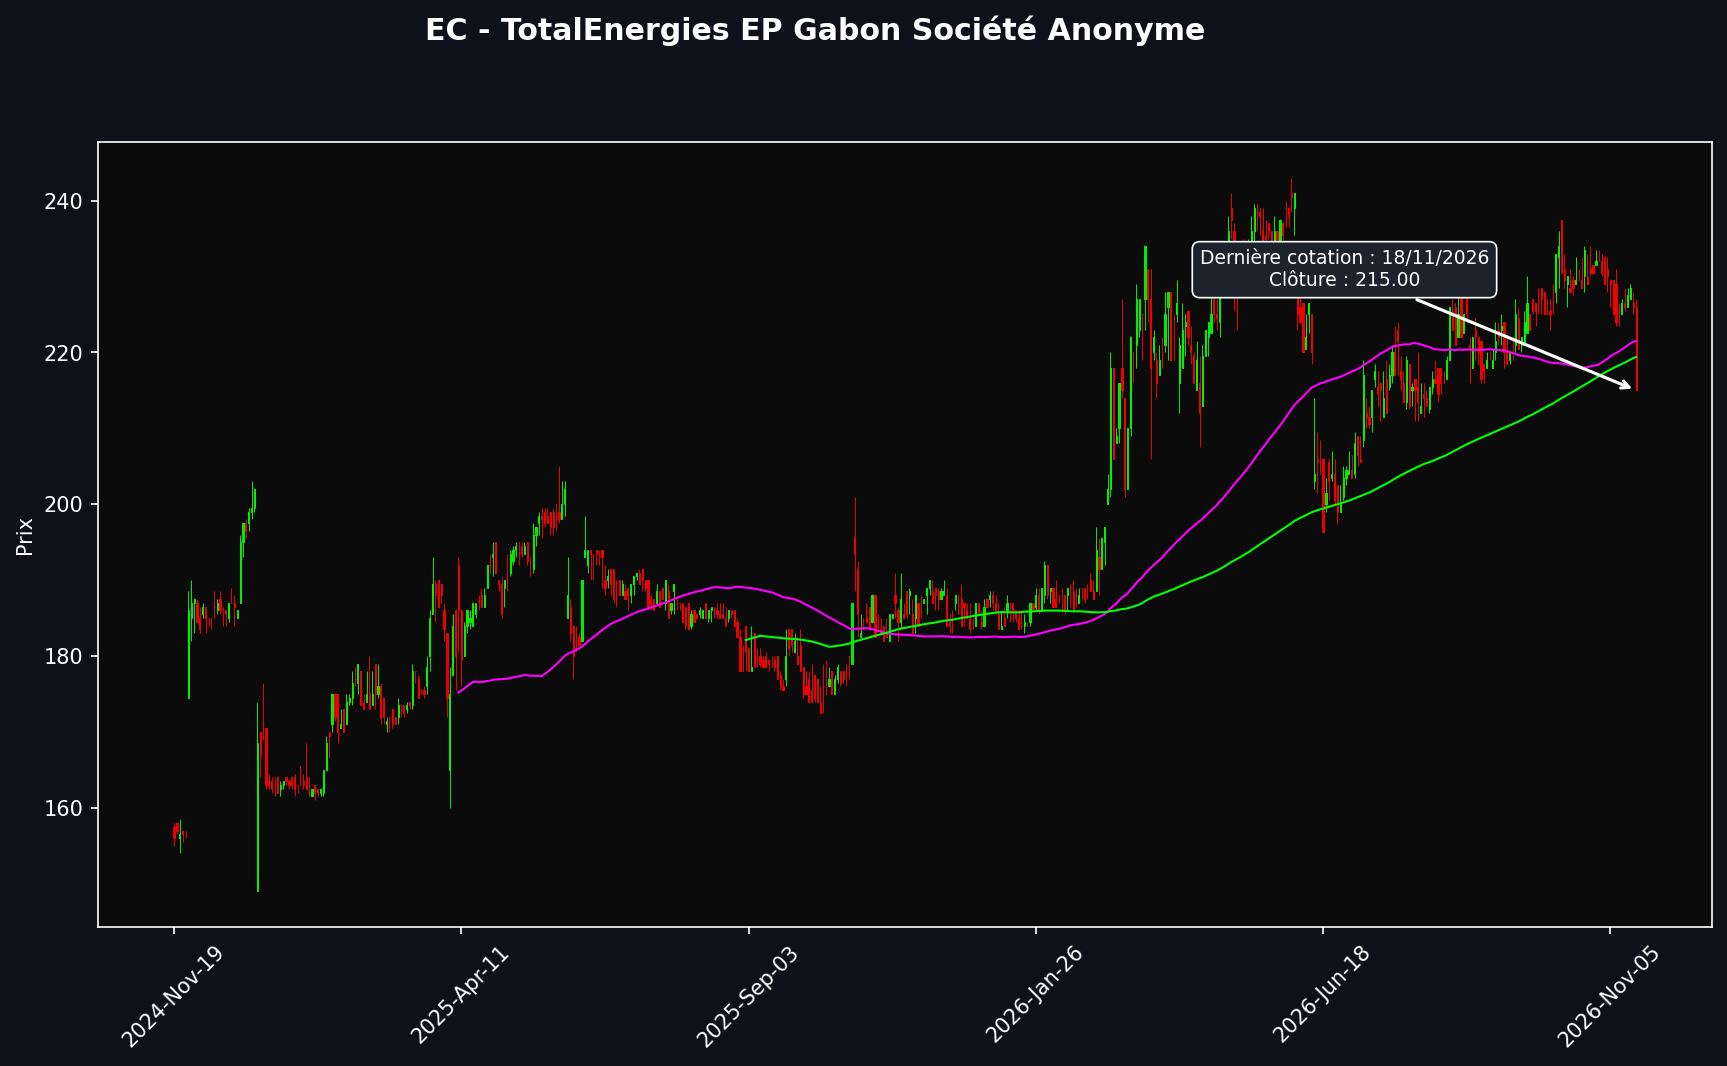 EC - TotalEnergies EP Gabon Société Anonyme
Dernière cotation : 18/11/2026
Clôture : 215.00
Prix
240
220
200
180
160
2024-Nov-19
2025-Apr-11
2025-Sep-03
2026-Jan-26
2026-Jun-18
2026-Nov-05